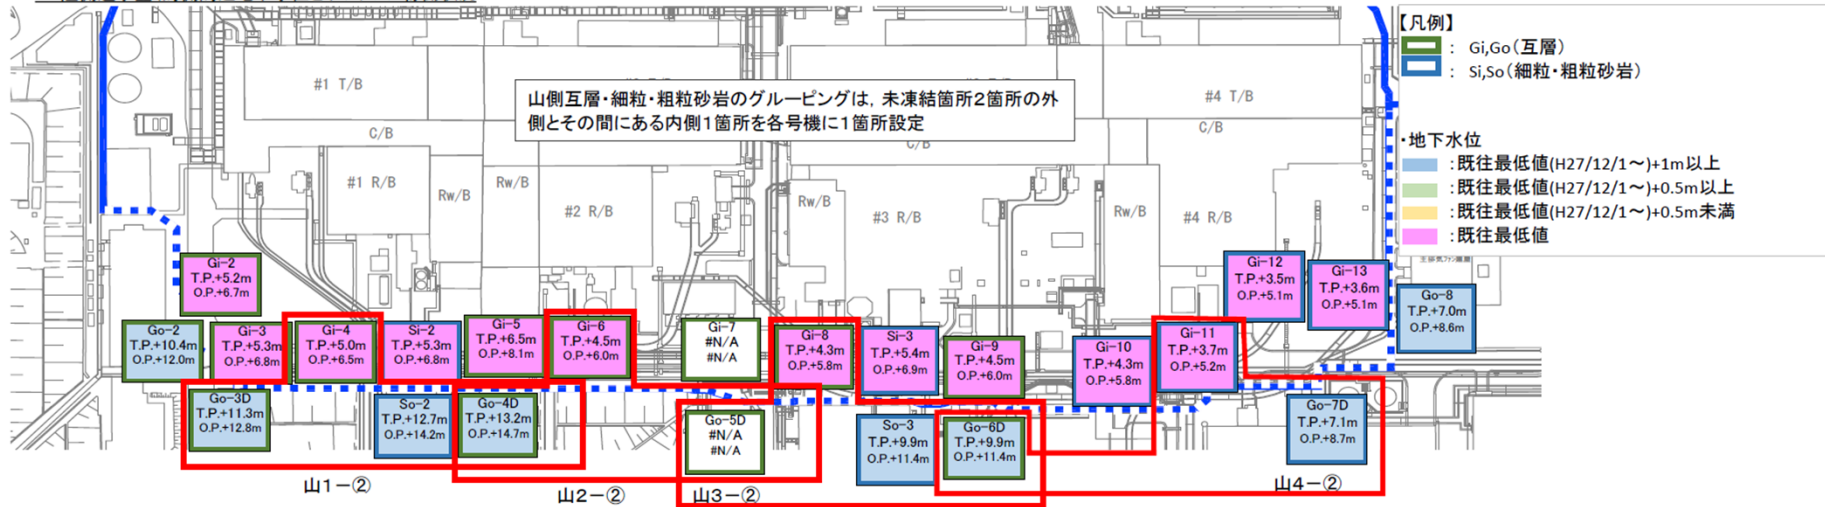 【凡例】
： Gi,Go（互層）
： Si,So（細粒・粗粒砂岩）
・地下水位
：既往最低値(H27/12/1～)+1m以上
：既往最低値(H27/12/1～)+0.5m以上
：既往最低値(H27/12/1～)+0.5m未満
：既往最低値
#1 T/B
#4 T/B
山側互層・細粒・粗粒砂岩のグルーピングは，未凍結箇所2箇所の外
側とその間にある内側1箇所を各号機に1箇所設定
C/B
C/B
C/B
#1 R/B
Rw/B
Rw/B
#2 R/B
Rw/B
#3 R/B
Rw/B
#4 R/B
Gi-2
T.P.+5.2m
O.P.+6.7m
Gi-12
T.P.+3.5m
O.P.+5.1m
Gi-13
T.P.+3.6m
O.P.+5.1m
Go-8
T.P.+7.0m
O.P.+8.6m
Go-2
T.P.+10.4m
O.P.+12.0m
Gi-3
T.P.+5.3m
O.P.+6.8m
Gi-4
T.P.+5.0m
O.P.+6.5m
Si-2
T.P.+5.3m
O.P.+6.8m
Gi-5
T.P.+6.5m
O.P.+8.1m
Gi-6
T.P.+4.5m
O.P.+6.0m
Gi-7
#N/A
#N/A
Gi-8
T.P.+4.3m
O.P.+5.8m
Si-3
T.P.+5.4m
O.P.+6.9m
Gi-9
T.P.+4.5m
O.P.+6.0m
Gi-10
T.P.+4.3m
O.P.+5.8m
Gi-11
T.P.+3.7m
O.P.+5.2m
Go-3D
T.P.+11.3m
O.P.+12.8m
So-2
T.P.+12.7m
O.P.+14.2m
Go-4D
T.P.+13.2m
O.P.+14.7m
Go-5D
#N/A
#N/A
So-3
T.P.+9.9m
O.P.+11.4m
Go-6D
T.P.+9.9m
O.P.+11.4m
Go-7D
T.P.+7.1m
O.P.+8.7m
山1－②
山2－②
山3－②
山4－②